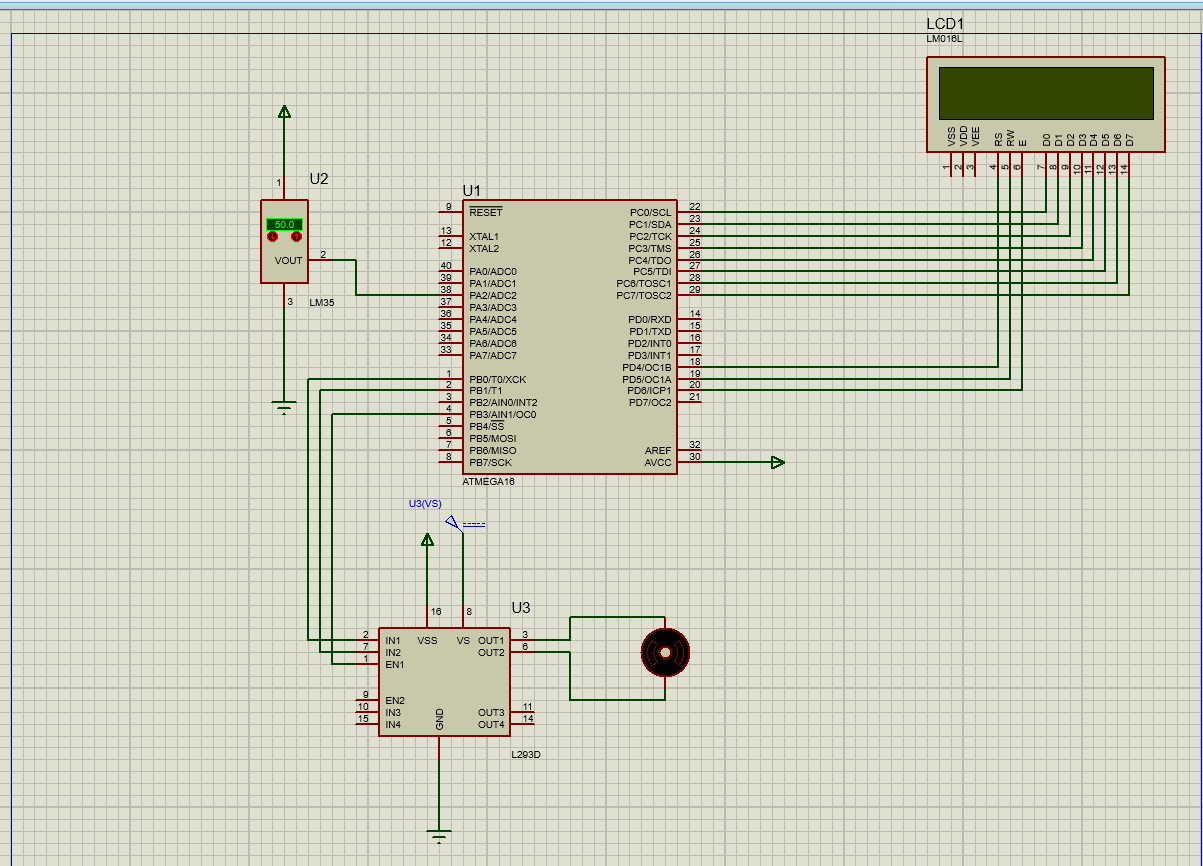 LCD1
LM016L
VSS
VDD
VEE
RS
RW
E
D0
D1
D2
D3
D4
D5
D6
D7
1
2
3
4
5
6
7
8
9
10
11
12
13
14
1
U2
50.0
VOUT
2
3
LM35
U1
9 RESET
13 XTAL1
12 XTAL2
40 PA0/ADC0
39 PA1/ADC1
38 PA2/ADC2
37 PA3/ADC3
36 PA4/ADC4
35 PA5/ADC5
34 PA6/ADC6
33 PA7/ADC7
1 PB0/T0/XCK
2 PB1/T1
3 PB2/AIN0/INT2
4 PB3/AIN1/OC0
5 PB4/SS
6 PB5/MOSI
7 PB6/MISO
8 PB7/SCK
PC0/SCL 22
PC1/SDA 23
PC2/TCK 24
PC3/TMS 25
PC4/TDO 26
PC5/TDI 27
PC6/TOSC1 28
PC7/TOSC2 29
PD0/RXD 14
PD1/TXD 15
PD2/INT0 16
PD3/INT1 17
PD4/OC1B 18
PD5/OC1A 19
PD6/ICP1 20
PD7/OC2 21
AREF 32
AVCC 30
ATMEGA16
U3(VS)
16
8
U3
2 IN1
7 IN2
1 EN1
9 EN2
10 IN3
15 IN4
VSS
VS
GND
OUT1 3
OUT2 6
OUT3 11
OUT4 14
L293D